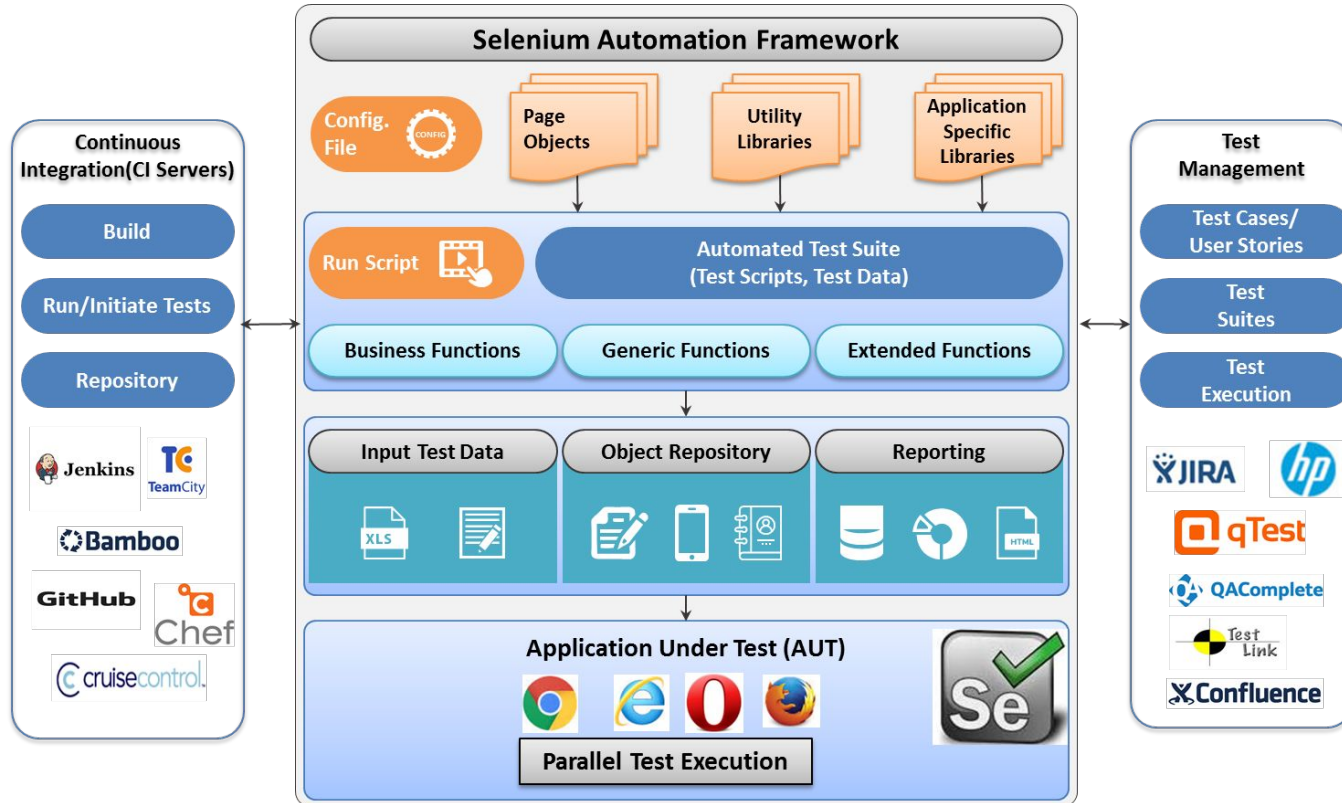 Selenium Automation Framework
Config.
File
CONFIG
Page
Objects
Utility
Libraries
Application
Specific
Libraries
Continuous
Integration(CI Servers)
Build
Run/Initiate Tests
Repository
Jenkins
TC
TeamCity
Bamboo
GitHub
C
Chef
cruisecontrol
Run Script
Automated Test Suite
(Test Scripts, Test Data)
Business Functions
Generic Functions
Extended Functions
Input Test Data
Object Repository
Reporting
XLS
HTML
Application Under Test (AUT)
Se
Parallel Test Execution
Test
Management
Test Cases/
User Stories
Test
Suites
Test
Execution
JIRA
hp
qTest
QA QAComplete
Test
Link
Confluence